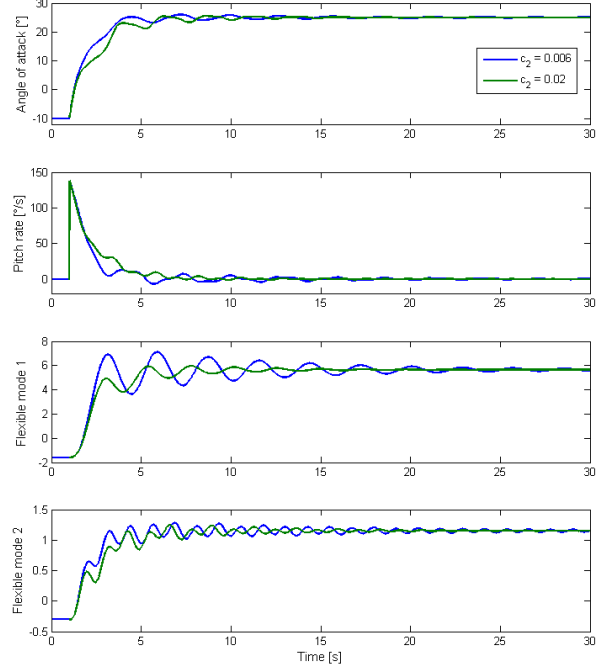 30
20
10
0
-10
Angle of attack [°]
c2 = 0.006
c2 = 0.02
0 5 10 15 20 25 30
150
100
50
0
Pitch rate [°/s]
0 5 10 15 20 25 30
8
6
4
2
0
-2
Flexible mode 1
0 5 10 15 20 25 30
1.5
1
0.5
0
-0.5
Flexible mode 2
0 5 10 15 20 25 30
Time [s]